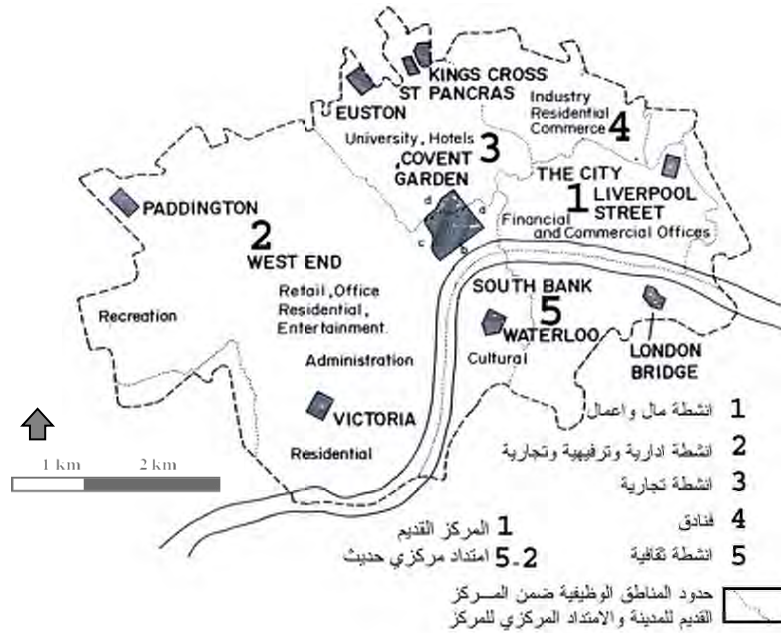 KINGS CROSS
ST PANCRAS
EUSTON
Industry
Residential
Commerce 4
University, Hotels 3
COVENT
GARDEN
d
a
c
b
THE CITY
1 LIVERPOOL
STREET
Financial
and Commercial Offices
PADDINGTON
2
WEST END
Retail, Office
Residential,
Entertainment
Recreation
Administration
SOUTH BANK
5
WATERLOO
Cultural
LONDON
BRIDGE
VICTORIA
Residential
1 km 2 km
1 انشطة مال واعمال
2 انشطة ادارية وترفيهية وتجارية
3 انشطة تجارية
4 فنادق
5 انشطة ثقافية
1 المركز القديم
5-2 امتداد مركزي حديث
حدود المناطق الوظيفية ضمن المـــركز
القديم للمدينة والامتداد المركزي للمركز